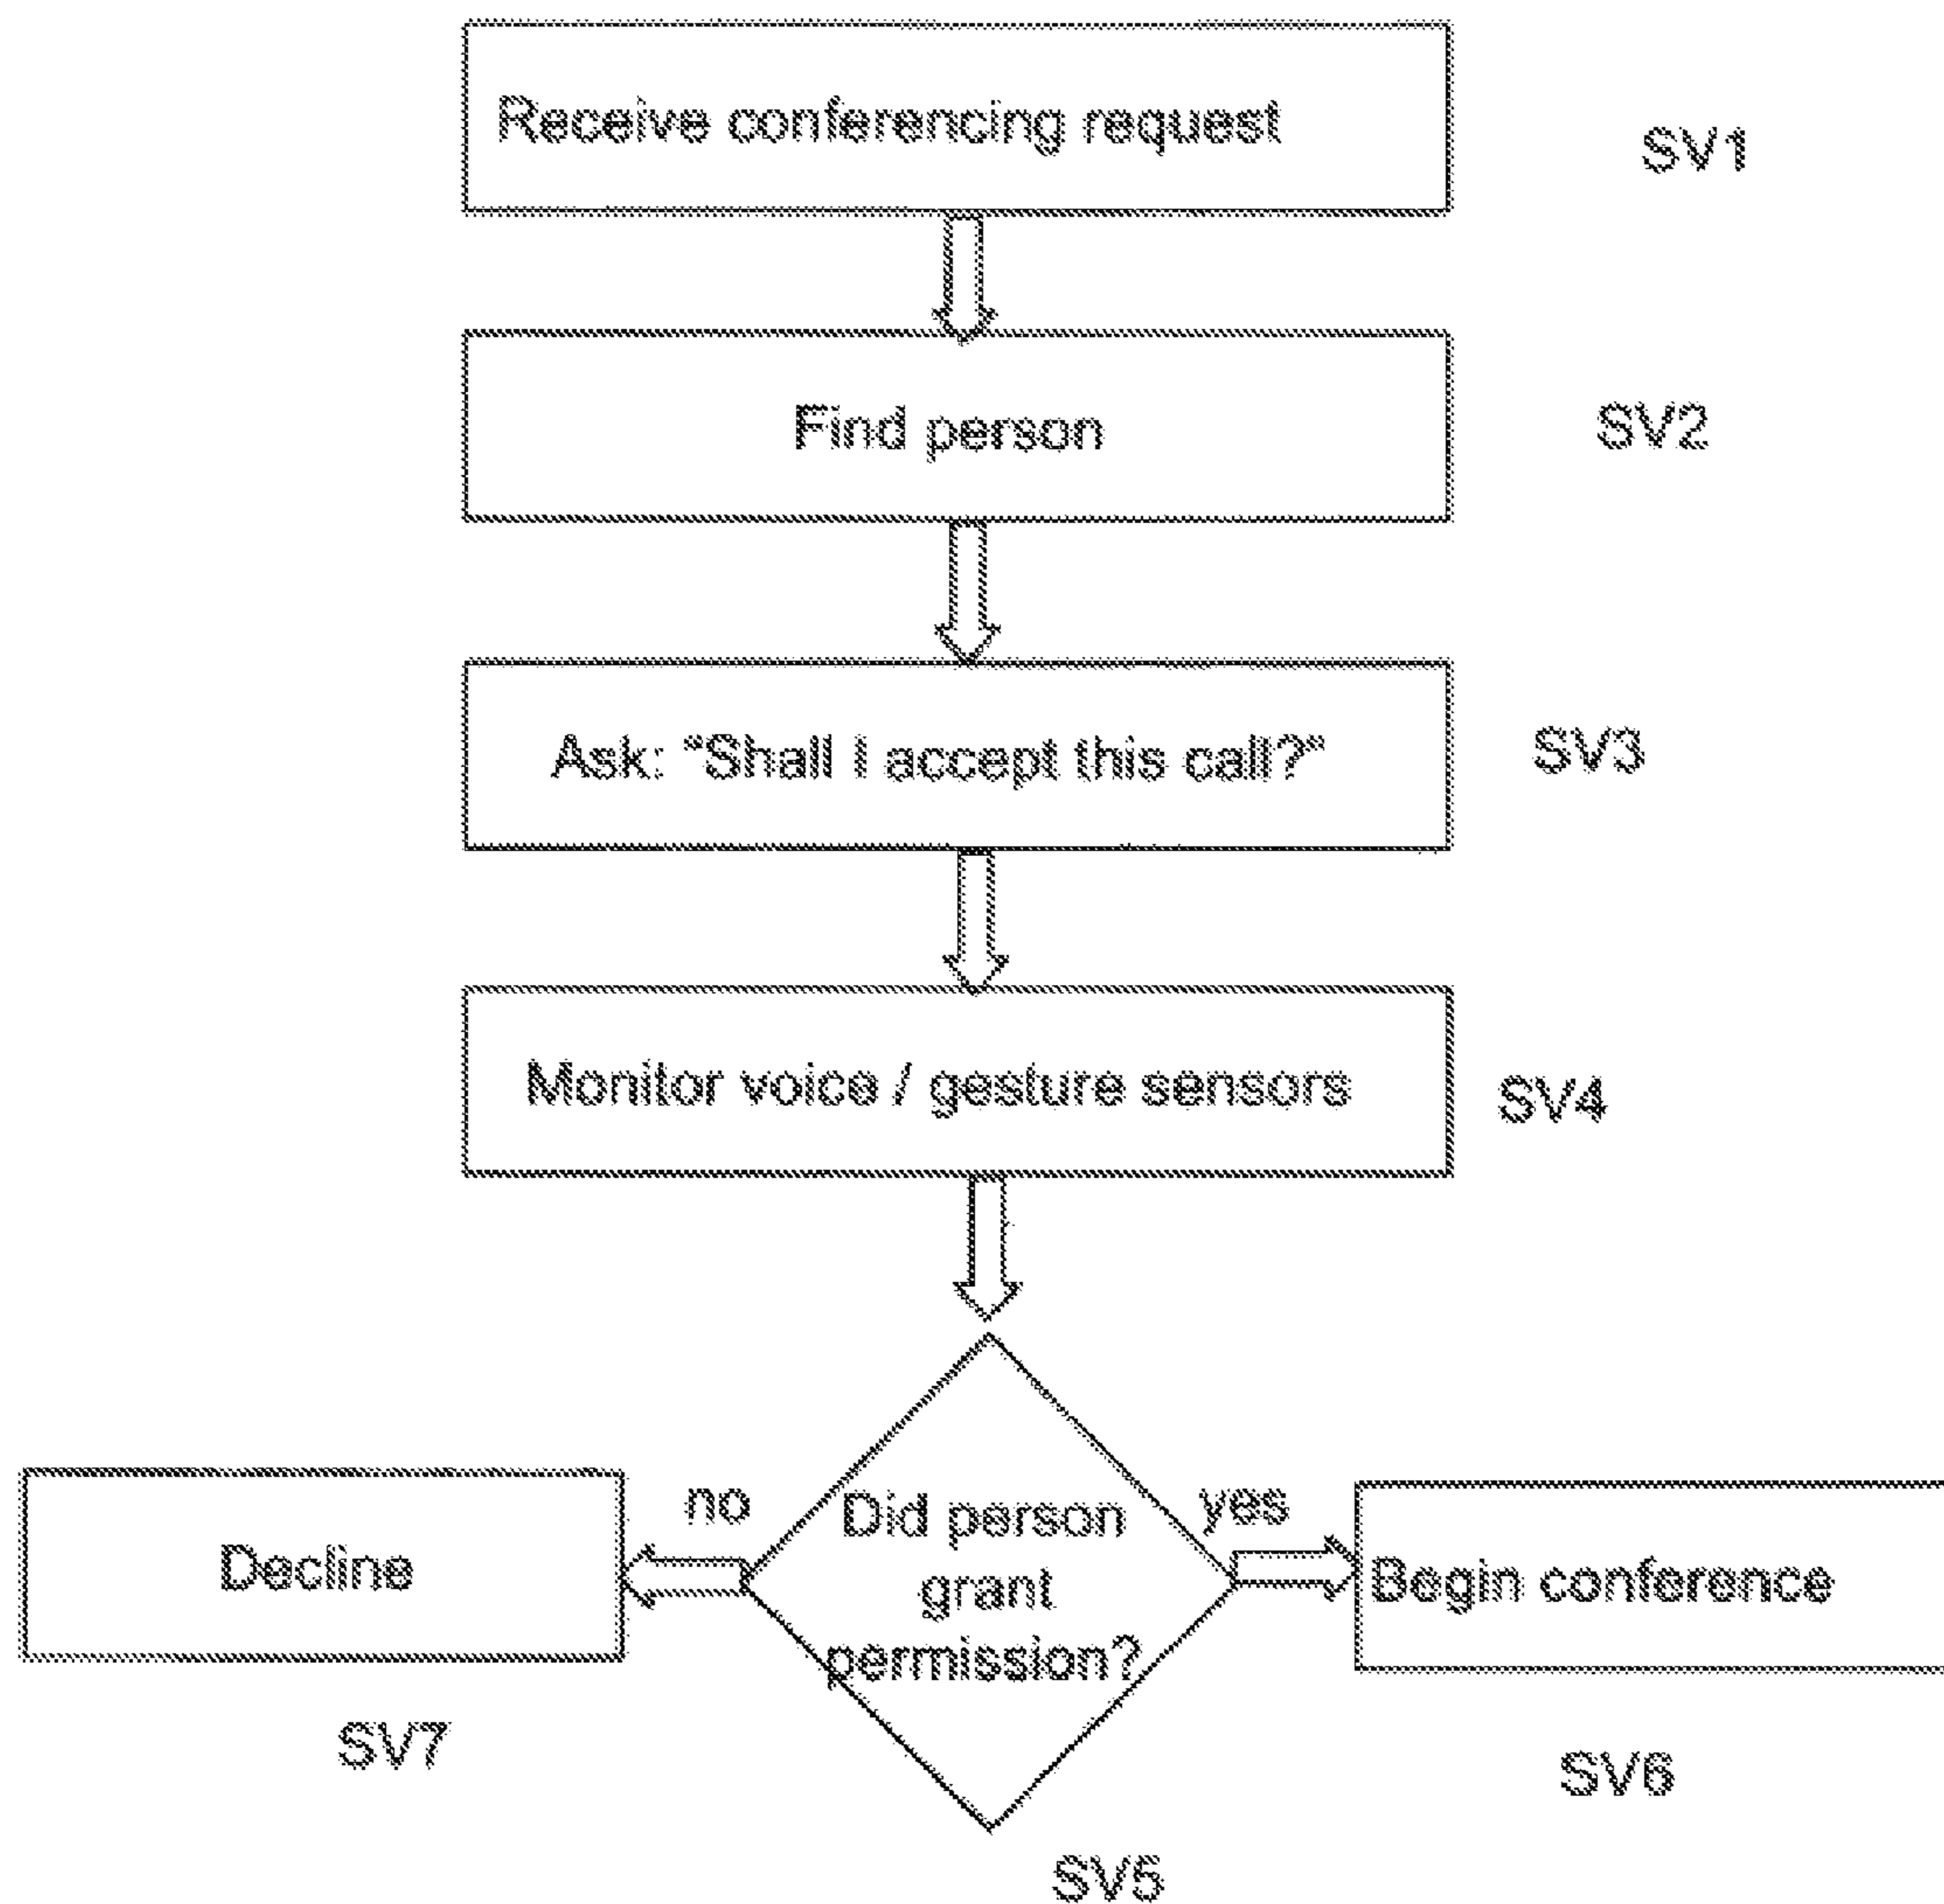 Receive conferencing request
SV1
Find person
SV2
Ask: "Shall I accept this call?"
SV3
Monitor voice / gesture sensors
SV4
Decline
no
Did person
grant
permission?
yes
Begin conference
SV7
SV6
SV5